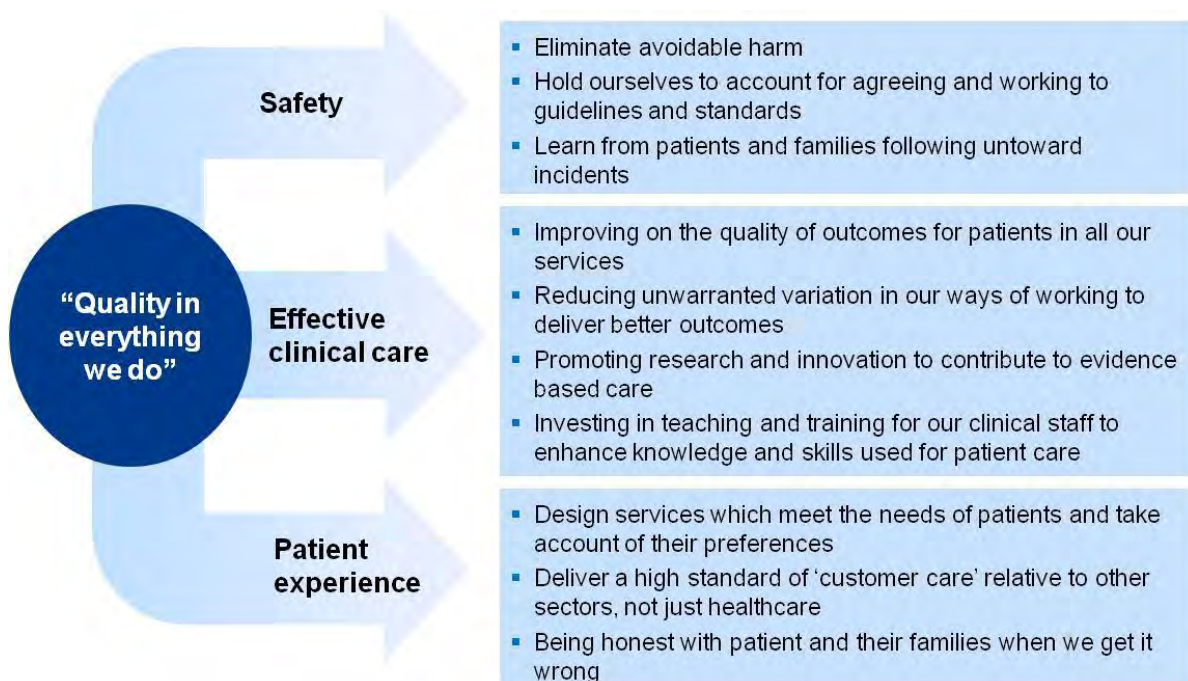 Safety
▪ Eliminate avoidable harm
▪ Hold ourselves to account for agreeing and working to
guidelines and standards
▪ Learn from patients and families following untoward
incidents
“Quality in
everything
we do”
Effective
clinical care
▪ Improving on the quality of outcomes for patients in all our
services
▪ Reducing unwarranted variation in our ways of working to
deliver better outcomes
▪ Promoting research and innovation to contribute to evidence
based care
▪ Investing in teaching and training for our clinical staff to
enhance knowledge and skills used for patient care
Patient
experience
▪ Design services which meet the needs of patients and take
account of their preferences
▪ Deliver a high standard of ‘customer care’ relative to other
sectors, not just healthcare
▪ Being honest with patient and their families when we get it
wrong